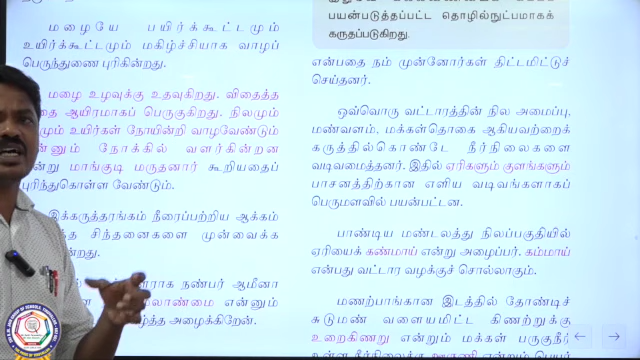 மழையே பயிர்க்கூட்டமும்
உயிர்க்கூட்டமும் மகிழ்ச்சியாக வாழப்
பெருந்துணை புரிகின்றது.
மழை உழவுக்கு உதவுகிறது. விதைத்த
ஆயிரமாகப் பெருகுகிறது. நிலமும்
உயிர்கள் நோயின்றி வாழவேண்டும்
நோக்கில் வளர்கின்றன
மாங்குடி மருதனார் கூறியதைப்
புரிந்துகொள்ள வேண்டும்.
இக்கருத்தரங்கம் நீரைப்பற்றிய ஆக்கம்
சிந்தனைகளை முன்வைக்க
நண்பர் ஆமீனா
என்னும்
அழைக்கிறேன்.
பயன்படுத்தப்பட்ட தொழில்நுட்பமாகக்
கருதப்படுகிறது.
என்பதை நம் முன்னோர்கள் திட்டமிட்டுச்
செய்தனர்.
ஒவ்வொரு வட்டாரத்தின் நில அமைப்பு,
மண்வளம், மக்கள்தொகை ஆகியவற்றைக்
கருத்தில்கொண்டே நீர்நிலைகளை
வடிவமைத்தனர். இதில் ஏரிகளும் குளங்களும்
பாசனத்திற்கான எளிய வடிவங்களாகப்
பெருமளவில் பயன்பட்டன.
பாண்டிய மண்டலத்து நிலப்பகுதியில்
ஏரியைக் கண்மாய் என்று அழைப்பர். கம்மாய்
என்பது வட்டார வழக்குச் சொல்லாகும்.
மணற்பாங்கான இடத்தில் தோண்டிச்
சுடுமண் வளையமிட்ட கிணற்றுக்கு
உறைகிணறு என்றும் மக்கள் பருகுநீர்